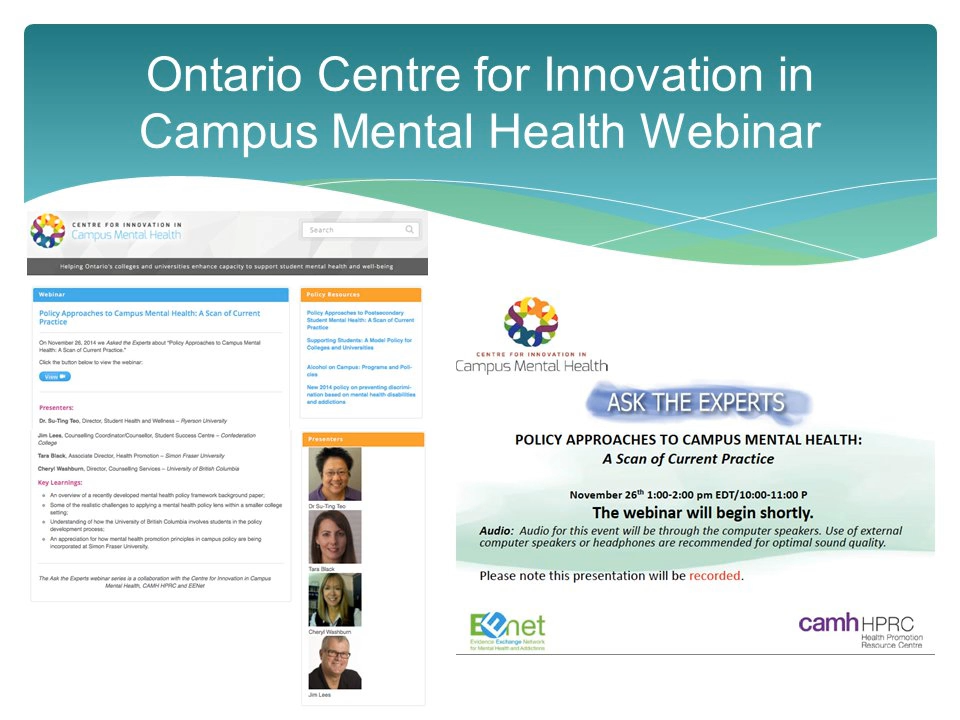 Ontario Centre for Innovation in
Campus Mental Health Webinar
CENTRE FOR INNOVATION IN
Campus Mental Health
Search
Helping Ontario's colleges and universities enhance capacity to support student mental health and well-being
Webinar
Policy Approaches to Campus Mental Health: A Scan of Current
Practice
On November 26, 2014 we Asked the Experts about "Policy Approaches to Campus Mental
Health: A Scan of Current Practice."
Click the button below to view the webinar:
View
Presenters:
Dr. Su-Ting Teo, Director, Student Health and Wellness – Ryerson University
Jim Lees, Counselling Coordinator/Counsellor, Student Success Centre – Confederation
College
Tara Black, Associate Director, Health Promotion – Simon Fraser University
Cheryl Washburn, Director, Counselling Services – University of British Columbia
Key Learnings:
An overview of a recently developed mental health policy framework background paper,
Some of the realistic challenges to applying a mental health policy lens within a smaller college
setting;
Understanding of how the University of British Columbia involves students in the policy
development process;
An appreciation for how mental health promotion principles in campus policy are being
incorporated at Simon Fraser University.
The Ask the Experts webinar series is a collaboration with the Centre for Innovation in Campus
Mental Health, CAMH HPRC and EENet
Policy Resources
Policy Approaches to Postsecondary
Student Mental Health: A Scan of Current
Practice
Supporting Students: A Model Policy for
Colleges and Universities
Alcohol on Campus: Programs and Poli-
cies
New 2014 policy on preventing discrimi-
nation based on mental health disabilities
and addictions
Presenters
Dr Su-Ting Teo
Tara Black
Cheryl Washburn
Jim Lees
CENTRE FOR INNOVATION IN
Campus Mental Health
ASK THE EXPERTS
POLICY APPROACHES TO CAMPUS MENTAL HEALTH:
A Scan of Current Practice
November 26th 1:00-2:00 pm EDT/10:00-11:00 P
The webinar will begin shortly.
Audio: Audio for this event will be through the computer speakers. Use of external
computer speakers or headphones are recommended for optimal sound quality.
Please note this presentation will be recorded.
EEnet
Evidence Exchange Network
for Mental Health and Addictions
camh HPRC
Health Promotion
Resource Centre